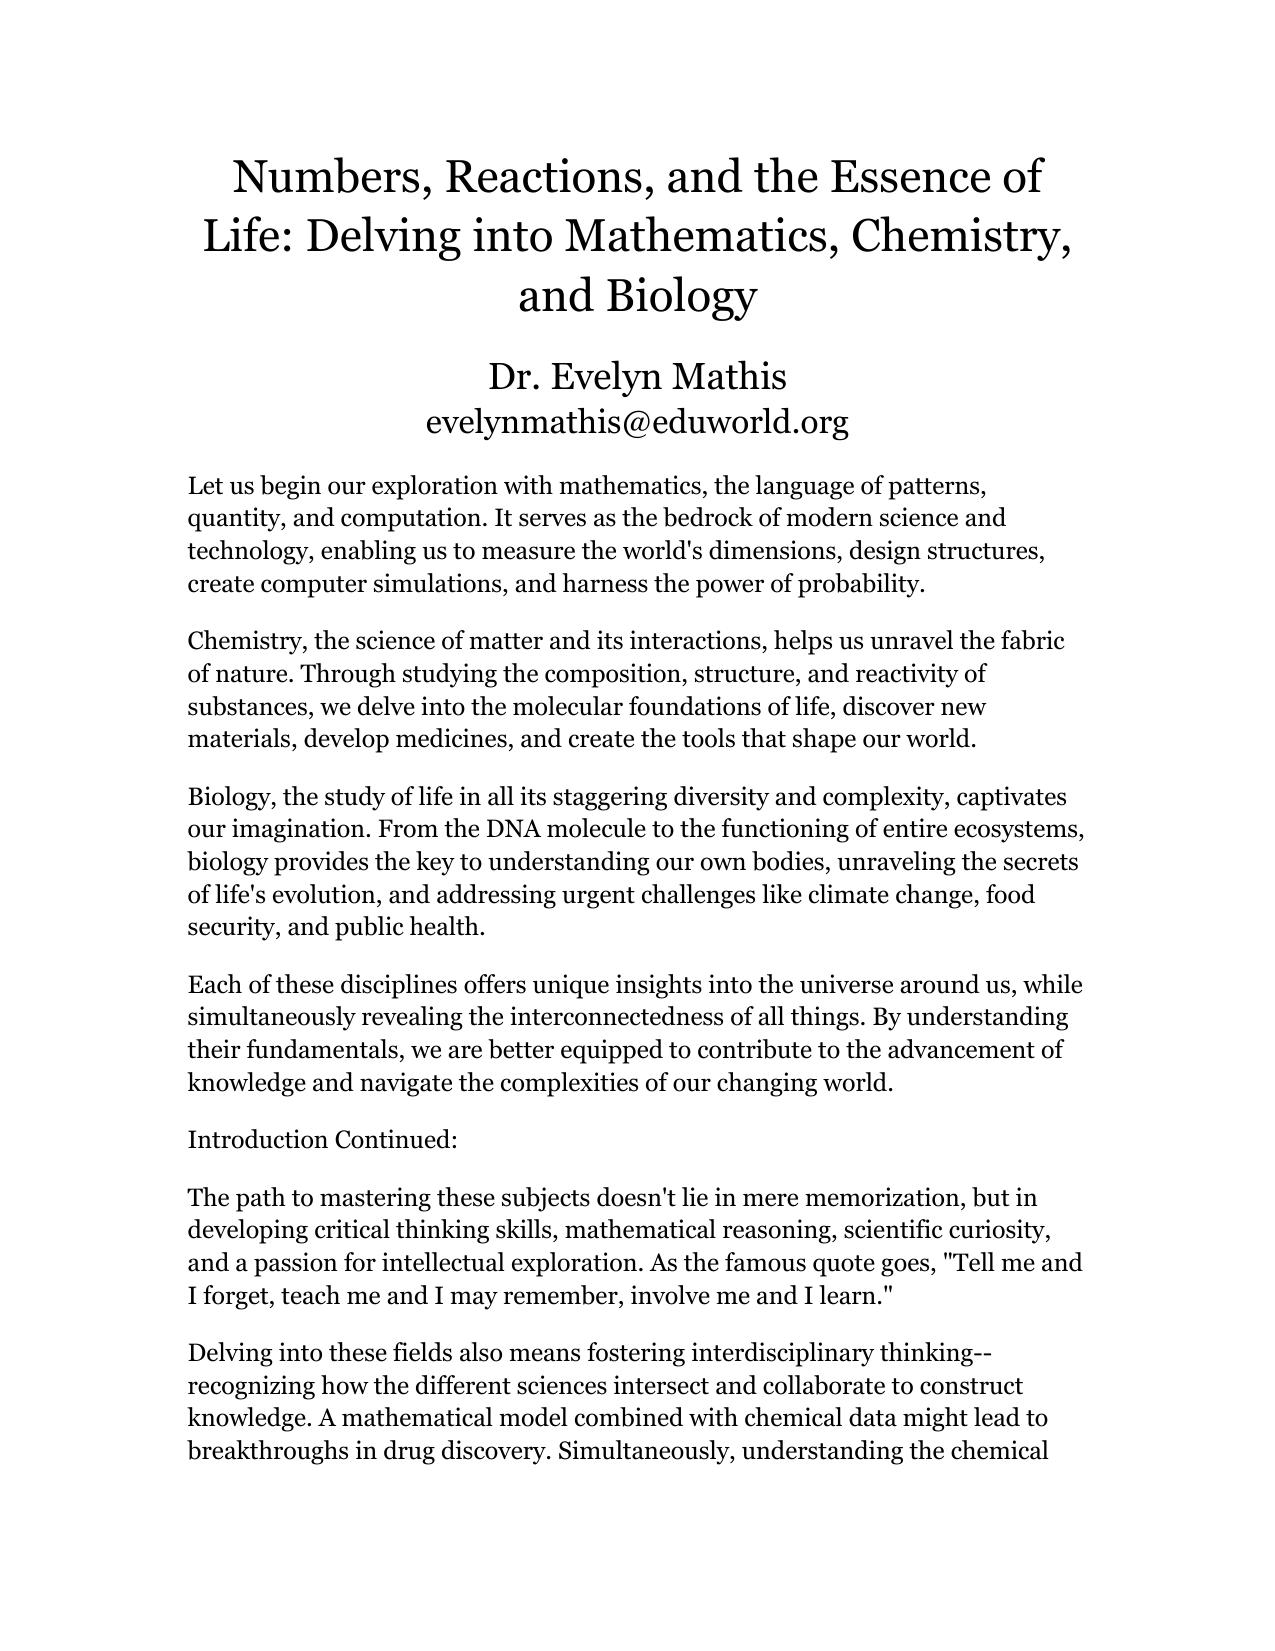 Numbers, Reactions, and the Essence of
Life: Delving into Mathematics, Chemistry,
and Biology
Dr. Evelyn Mathis
evelynmathis@eduworld.org
Let us begin our exploration with mathematics, the language of patterns,
quantity, and computation. It serves as the bedrock of modern science and
technology, enabling us to measure the world's dimensions, design structures,
create computer simulations, and harness the power of probability.
Chemistry, the science of matter and its interactions, helps us unravel the fabric
of nature. Through studying the composition, structure, and reactivity of
substances, we delve into the molecular foundations of life, discover new
materials, develop medicines, and create the tools that shape our world.
Biology, the study of life in all its staggering diversity and complexity, captivates
our imagination. From the DNA molecule to the functioning of entire ecosystems,
biology provides the key to understanding our own bodies, unraveling the secrets
of life's evolution, and addressing urgent challenges like climate change, food
security, and public health.
Each of these disciplines offers unique insights into the universe around us, while
simultaneously revealing the interconnectedness of all things. By understanding
their fundamentals, we are better equipped to contribute to the advancement of
knowledge and navigate the complexities of our changing world.
Introduction Continued:
The path to mastering these subjects doesn't lie in mere memorization, but in
developing critical thinking skills, mathematical reasoning, scientific curiosity,
and a passion for intellectual exploration. As the famous quote goes, "Tell me and
I forget, teach me and I may remember, involve me and I learn."
Delving into these fields also means fostering interdisciplinary thinking--
recognizing how the different sciences intersect and collaborate to construct
knowledge. A mathematical model combined with chemical data might lead to
breakthroughs in drug discovery. Simultaneously, understanding the chemical